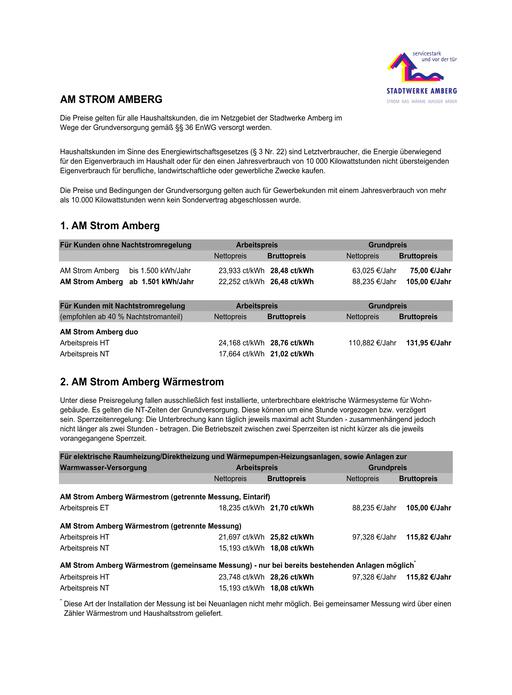 servicestark
und vor der tür
STADTWERKE AMBERG
STROM GAS WÄRME WASSER BÄDER
AM STROM AMBERG
Die Preise gelten für alle Haushaltskunden, die im Netzgebiet der Stadtwerke Amberg im
Wege der Grundversorgung gemäß §§ 36 EnWG versorgt werden.
Haushaltskunden im Sinne des Energiewirtschaftsgesetzes (§ 3 Nr. 22) sind Letztverbraucher, die Energie überwiegend
für den Eigenverbrauch im Haushalt oder für den einen Jahresverbrauch von 10 000 Kilowattstunden nicht übersteigenden
Eigenverbrauch für berufliche, landwirtschaftliche oder gewerbliche Zwecke kaufen.
Die Preise und Bedingungen der Grundversorgung gelten auch für Gewerbekunden mit einem Jahresverbrauch von mehr
als 10.000 Kilowattstunden wenn kein Sondervertrag abgeschlossen wurde.
1. AM Strom Amberg
Für Kunden ohne Nachtstromregelung Arbeitspreis Grundpreis
Nettopreis Bruttopreis Nettopreis Bruttopreis
AM Strom Amberg bis 1.500 kWh/Jahr 23,933 ct/kWh 28,48 ct/kWh 63,025 €/Jahr 75,00 €/Jahr
AM Strom Amberg ab 1.501 kWh/Jahr 22,252 ct/kWh 26,48 ct/kWh 88,235 €/Jahr 105,00 €/Jahr
Für Kunden mit Nachtstromregelung Arbeitspreis Grundpreis
(empfohlen ab 40 % Nachtstromanteil) Nettopreis Bruttopreis Nettopreis Bruttopreis
AM Strom Amberg duo
Arbeitspreis HT 24,168 ct/kWh 28,76 ct/kWh 110,882 €/Jahr 131,95 €/Jahr
Arbeitspreis NT 17,664 ct/kWh 21,02 ct/kWh
2. AM Strom Amberg Wärmestrom
Unter diese Preisregelung fallen ausschließlich fest installierte, unterbrechbare elektrische Wärmesysteme für Wohn-
gebäude. Es gelten die NT-Zeiten der Grundversorgung. Diese können um eine Stunde vorgezogen bzw. verzögert
sein. Sperrzeitenregelung: Die Unterbrechung kann täglich jeweils maximal acht Stunden - zusammenhängend jedoch
nicht länger als zwei Stunden - betragen. Die Betriebszeit zwischen zwei Sperrzeiten ist nicht kürzer als die jeweils
vorangegangene Sperrzeit.
Für elektrische Raumheizung/Direktheizung und Wärmepumpen-Heizungsanlagen, sowie Anlagen zur
Warmwasser-Versorgung Arbeitspreis Grundpreis
Nettopreis Bruttopreis Nettopreis Bruttopreis
AM Strom Amberg Wärmestrom (getrennte Messung, Eintarif)
Arbeitspreis ET 18,235 ct/kWh 21,70 ct/kWh 88,235 €/Jahr 105,00 €/Jahr
AM Strom Amberg Wärmestrom (getrennte Messung)
Arbeitspreis HT 21,697 ct/kWh 25,82 ct/kWh 97,328 €/Jahr 115,82 €/Jahr
Arbeitspreis NT 15,193 ct/kWh 18,08 ct/kWh
AM Strom Amberg Wärmestrom (gemeinsame Messung) - nur bei bereits bestehenden Anlagen möglich*
Arbeitspreis HT 23,748 ct/kWh 28,26 ct/kWh 97,328 €/Jahr 115,82 €/Jahr
Arbeitspreis NT 15,193 ct/kWh 18,08 ct/kWh
* Diese Art der Installation der Messung ist bei Neuanlagen nicht mehr möglich. Bei gemeinsamer Messung wird über einen
Zähler Wärmestrom und Haushaltsstrom geliefert.